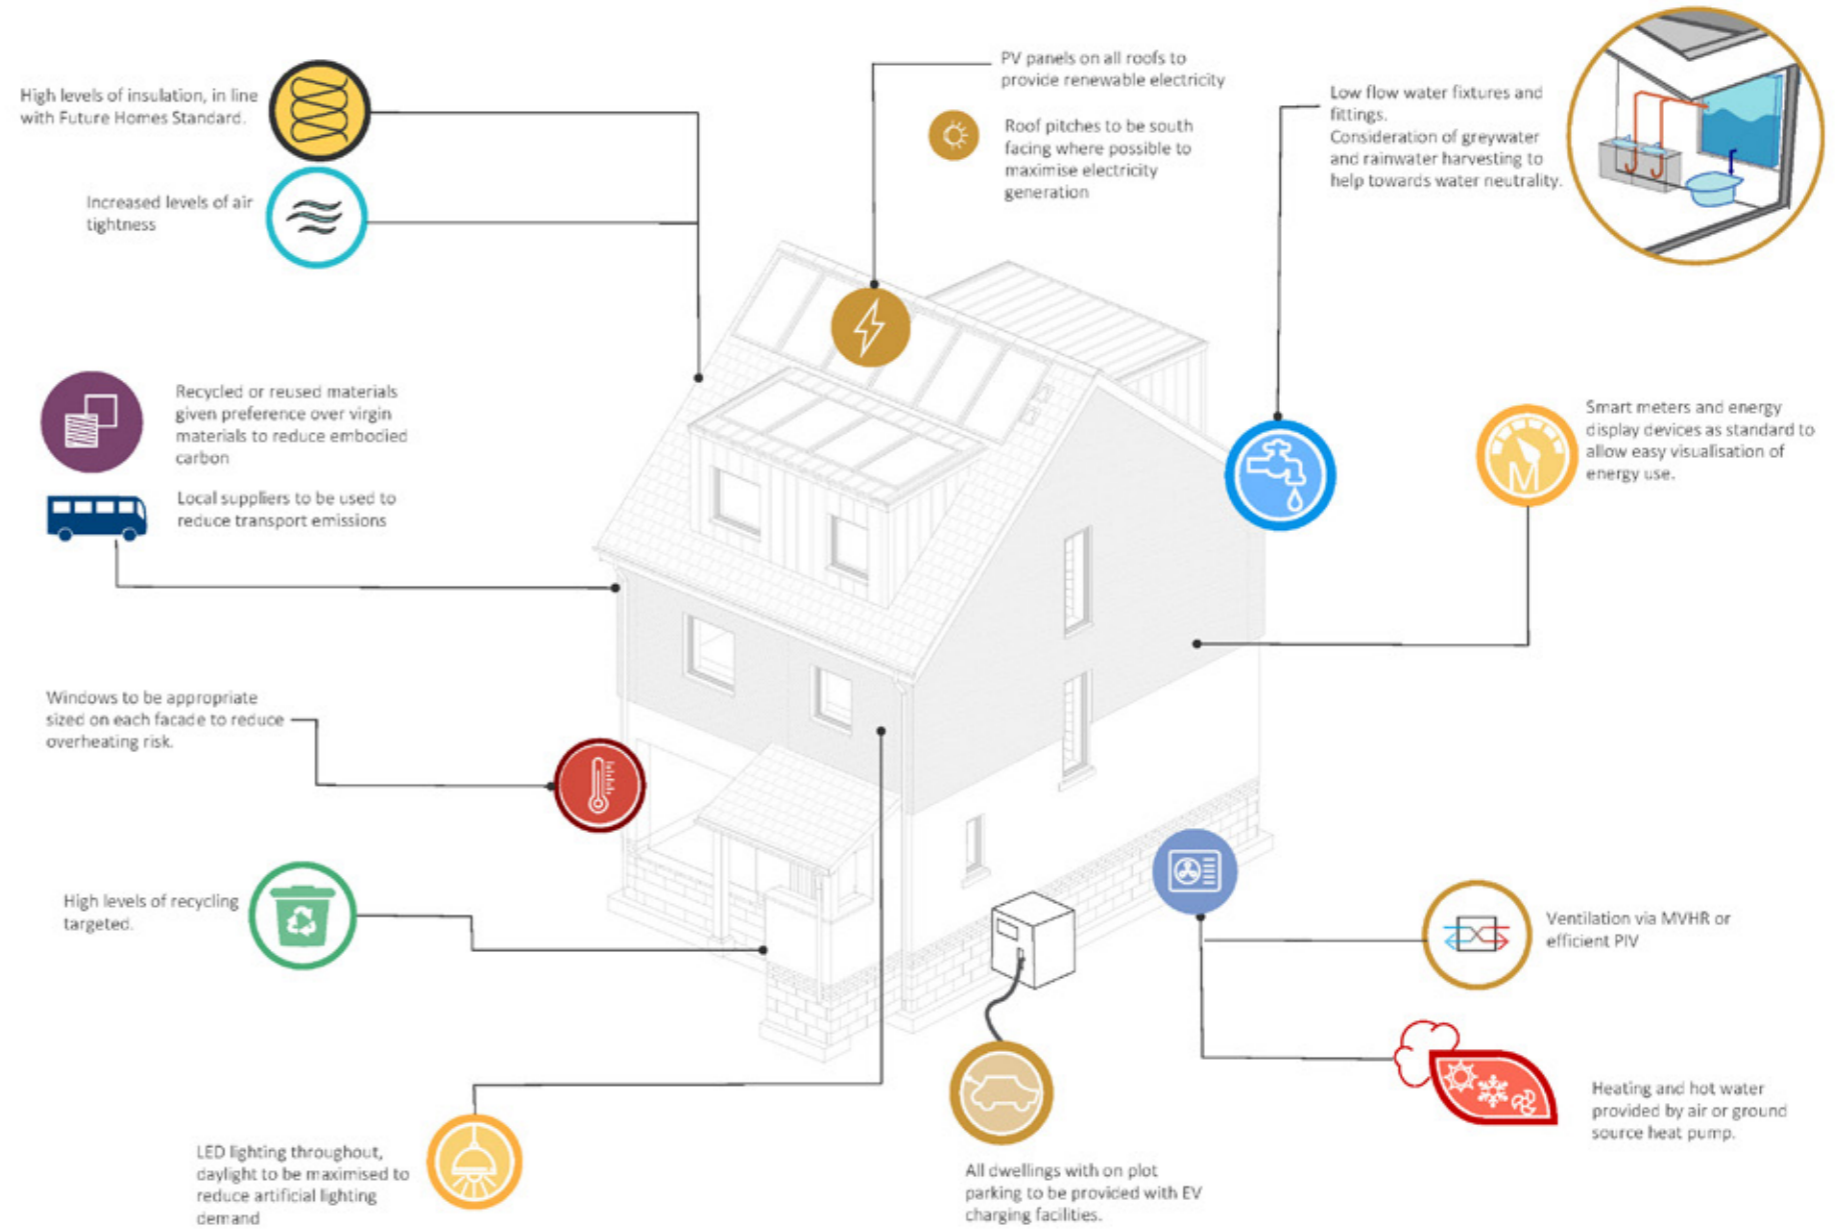 High levels of insulation, in line
with Future Homes Standard.
Increased levels of air
tightness
PV panels on all roofs to
provide renewable electricity
Roof pitches to be south
facing where possible to
maximise electricity
generation
Low flow water fixtures and
fittings.
Consideration of greywater
and rainwater harvesting to
help towards water neutrality.
Recycled or reused materials
given preference over virgin
materials to reduce embodied
carbon
Local suppliers to be used to
reduce transport emissions
Smart meters and energy
display devices as standard to
allow easy visualisation of
energy use.
M
Windows to be appropriate
sized on each facade to reduce
overheating risk.
High levels of recycling
targeted.
Ventilation via MVHR or
efficient PIV
Heating and hot water
provided by air or ground
source heat pump.
LED lighting throughout,
daylight to be maximised to
reduce artificial lighting
demand
All dwellings with on plot
parking to be provided with EV
charging facilities.